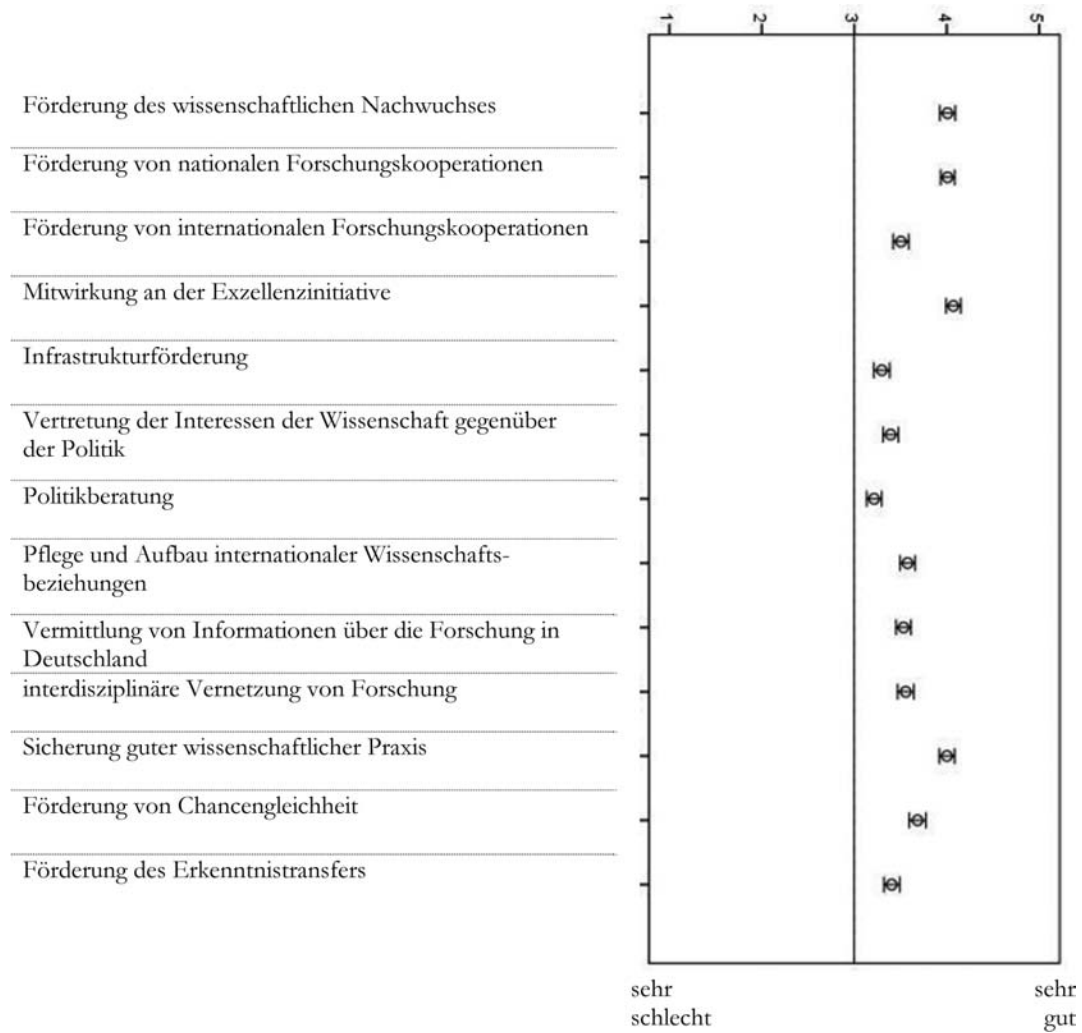 1 2 3 4 5
Förderung des wissenschaftlichen Nachwuchses
Förderung von nationalen Forschungskooperationen
Förderung von internationalen Forschungskooperationen
Mitwirkung an der Exzellenzinitiative
Infrastrukturförderung
Vertretung der Interessen der Wissenschaft gegenüber
der Politik
Politikberatung
Pflege und Aufbau internationaler Wissenschafts-
beziehungen
Vermittlung von Informationen über die Forschung in
Deutschland
interdisziplinäre Vernetzung von Forschung
Sicherung guter wissenschaftlicher Praxis
Förderung von Chancengleichheit
Förderung des Erkenntnistransfers
sehr sehr
schlecht gut